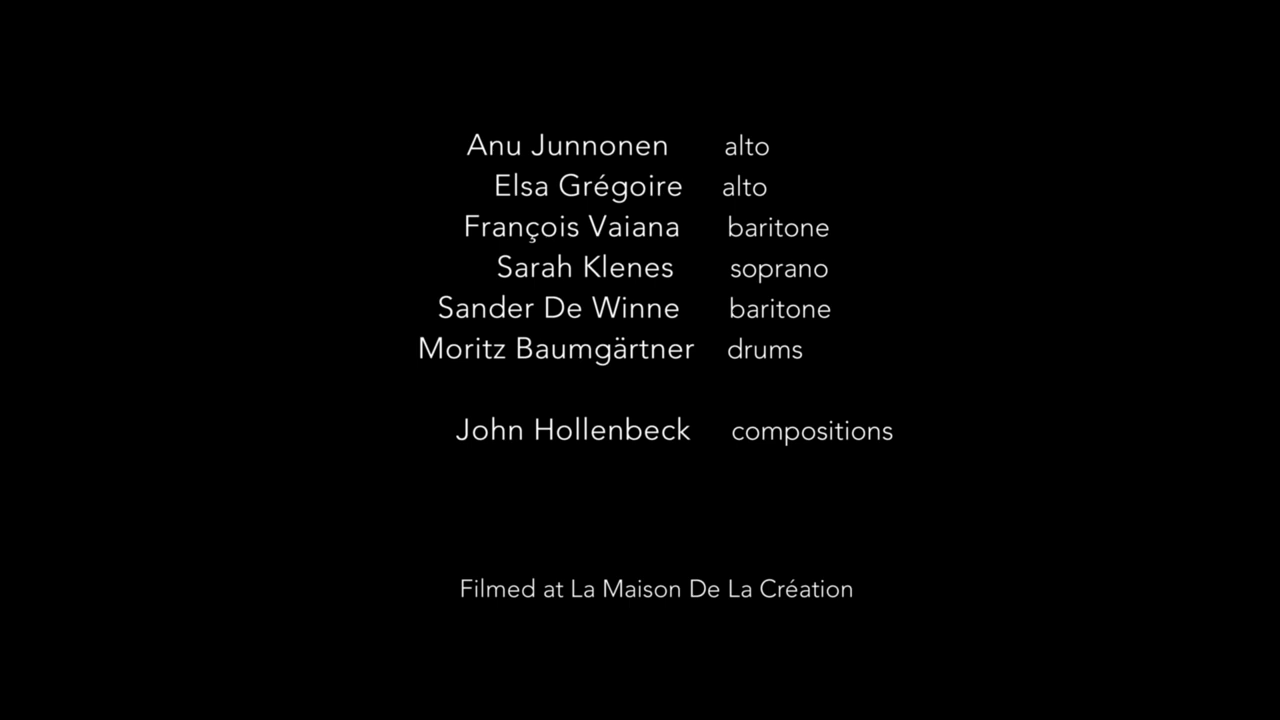 Anu Junnonen alto
Elsa Grégoire alto
François Vaiana baritone
Sarah Klenes soprano
Sander De Winne baritone
Moritz Baumgärtner drums
John Hollenbeck compositions
Filmed at La Maison De La Création